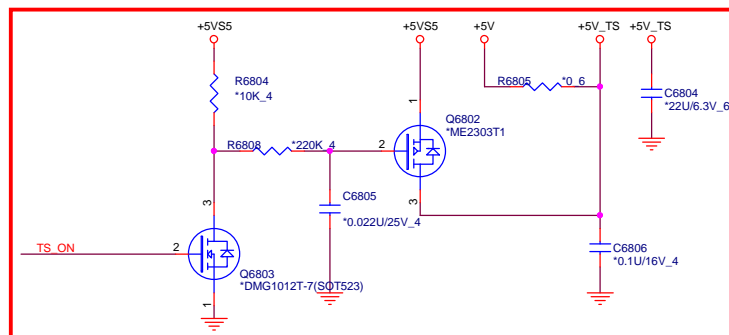 +5VS5
+5VS5
+5V
+5V_TS
+5V_TS
R6804
*10K_4
R6805
*0_6
C6804
*22U/6.3V_6
1
Q6802
*ME2303T1
R6808
*220K_4
2
3
3
C6805
*0.022U/25V_4
TS_ON
2
Q6803
*DMG1012T-7(SOT523)
1
C6806
*0.1U/16V_4